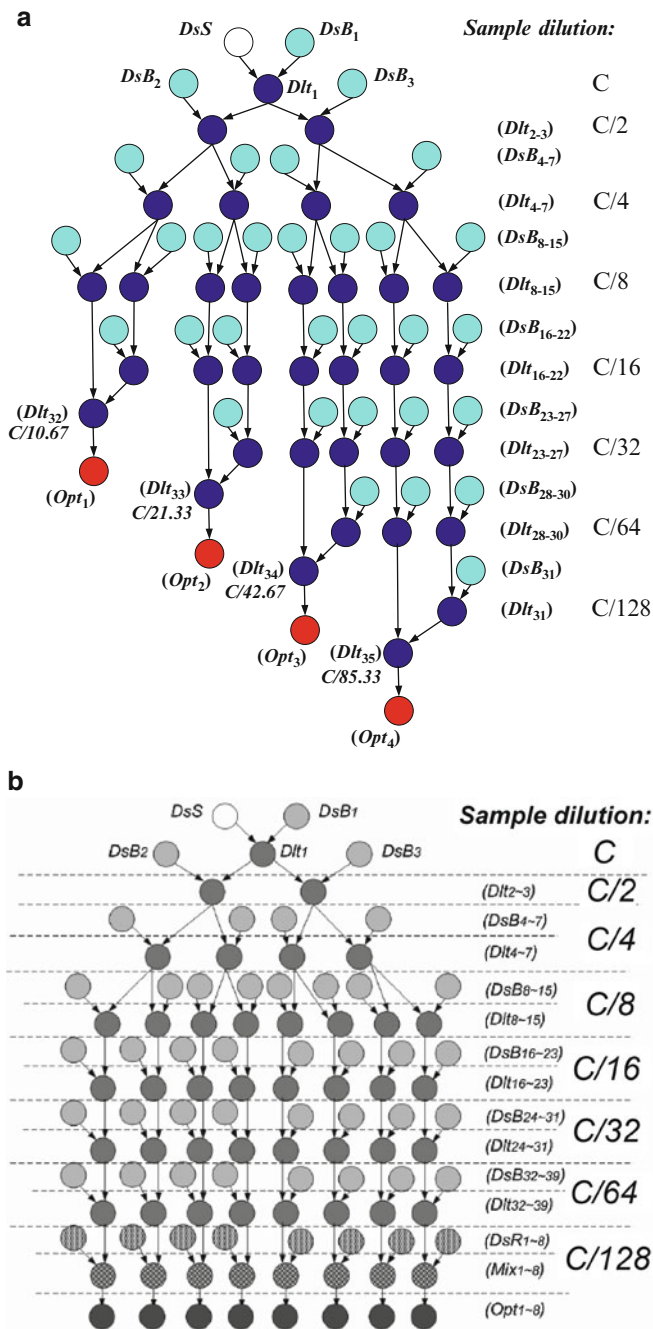 a
DsS DsB₁ Sample dilution:
DsB₂ Dlt₁ DsB₃ C
(Dlt₂₋₃) C/2
(DsB₄₋₇)
(Dlt₄₋₇) C/4
(DsB₈₋₁₅)
(Dlt₈₋₁₅) C/8
(DsB₁₆₋₂₂)
(Dlt₁₆₋₂₂) C/16
(Dlt₃₂) (DsB₂₃₋₂₇)
C/10.67
(Dlt₂₃₋₂₇) C/32
(Opt₁) (Dlt₃₃) (DsB₂₈₋₃₀)
C/21.33
(Dlt₂₈₋₃₀) C/64
(Opt₂) (Dlt₃₄) (DsB₃₁)
C/42.67
(Dlt₃₁) C/128
(Opt₃) (Dlt₃₅)
C/85.33
(Opt₄)
b
DsS DsB1 Sample dilution:
DsB2 Dlt1 DsB3 C
(Dlt2~3) C/2
(DsB4~7)
C/4
(Dlt4~7)
(DsB8~15)
C/8
(Dlt8~15)
(DsB16~23)
C/16
(Dlt16~23)
(DsB24~31)
C/32
(Dlt24~31)
(DsB32~39)
C/64
(Dlt32~39)
(DsR1~8)
C/128
(Mix1~8)
(Opt1~8)